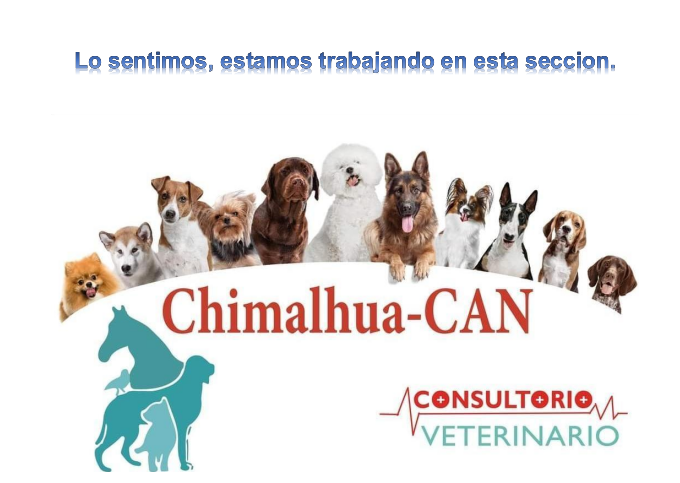 Lo sentimos, estamos trabajando en esta seccion.
Chimalhua-CAN
CONSULTORIO
VETERINARIO